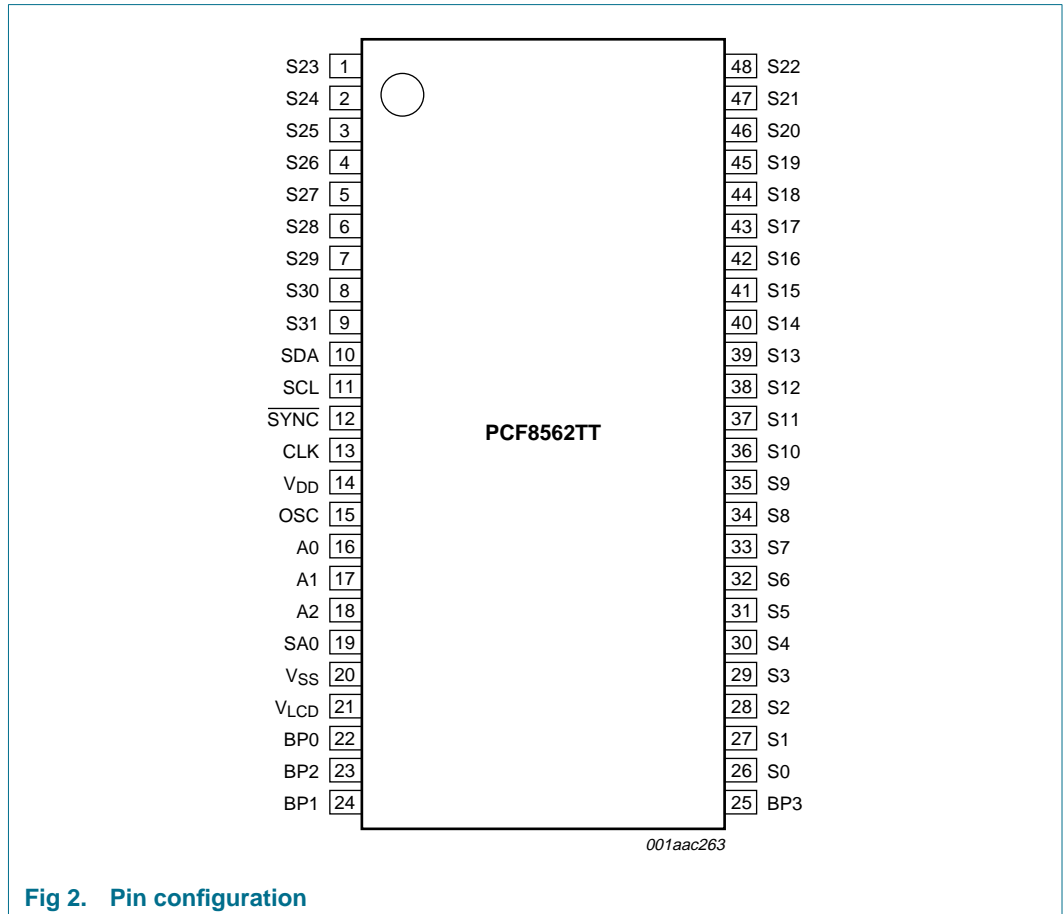 S23 1 48 S22
S24 2 47 S21
S25 3 46 S20
S26 4 45 S19
S27 5 44 S18
S28 6 43 S17
S29 7 42 S16
S30 8 41 S15
S31 9 40 S14
SDA 10 39 S13
SCL 11 38 S12
SYNC 12 37 S11
PCF8562TT
CLK 13 36 S10
VDD 14 35 S9
OSC 15 34 S8
A0 16 33 S7
A1 17 32 S6
A2 18 31 S5
SA0 19 30 S4
VSS 20 29 S3
VLCD 21 28 S2
BP0 22 27 S1
BP2 23 26 S0
BP1 24 25 BP3
001aac263
Fig 2. Pin configuration